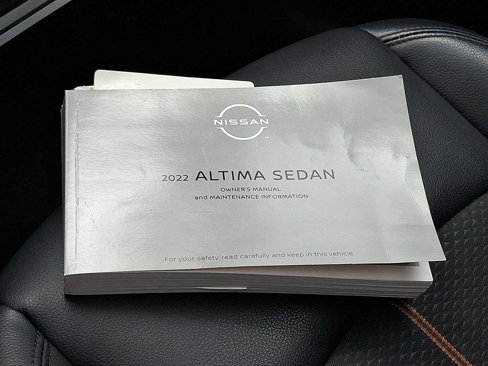 NISSAN
2022 ALTIMA SEDAN
OWNER'S MANUAL
and MAINTENANCE INFORMATION
For your safety, read carefully and keep in this vehicle.